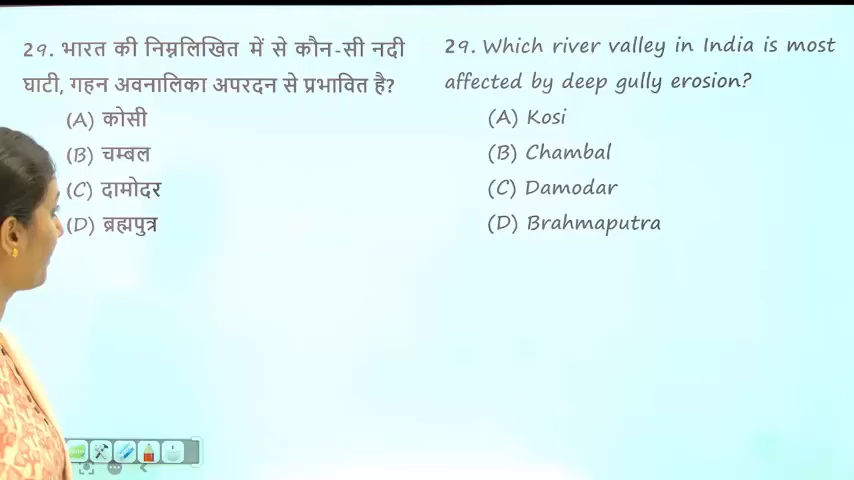 29. भारत की निम्नलिखित में से कौन-सी नदी
घाटी, गहन अवनालिका अपरदन से प्रभावित है?
(A) कोसी
(B) चम्बल
(C) दामोदर
(D) ब्रह्मपुत्र
29. Which river valley in India is most
affected by deep gully erosion?
(A) Kosi
(B) Chambal
(C) Damodar
(D) Brahmaputra